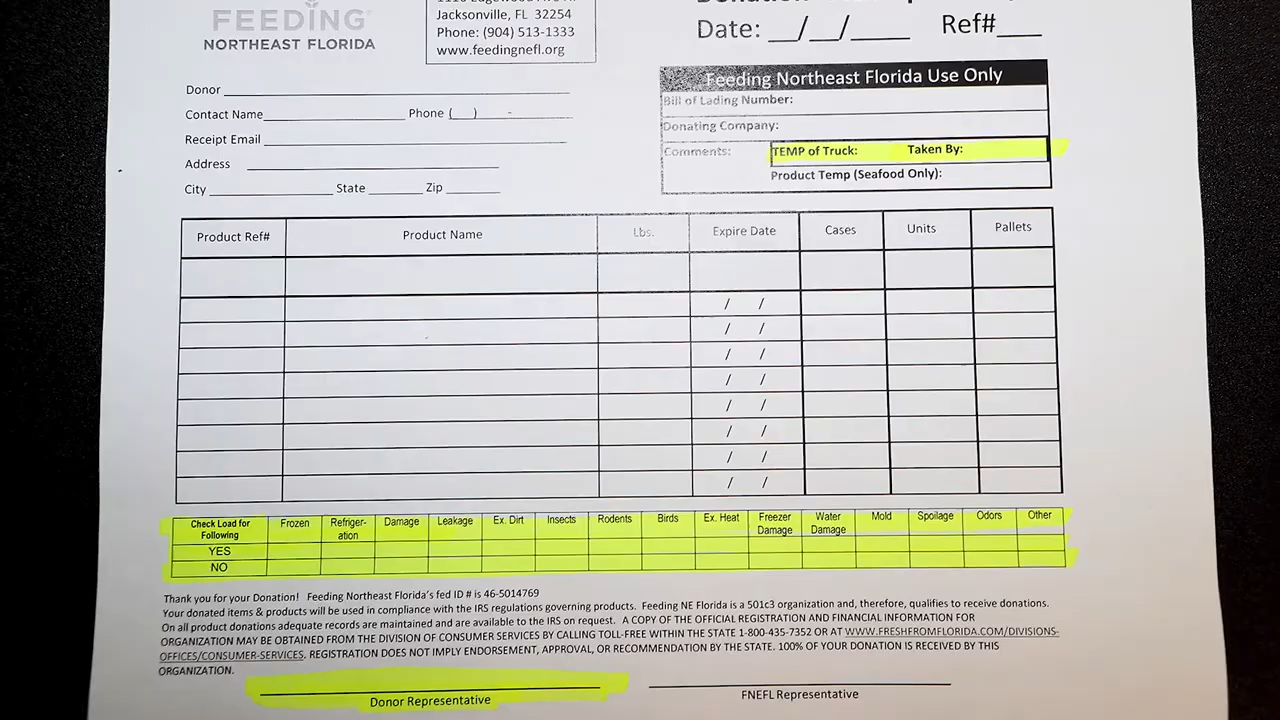 FEEDING
NORTHEAST FLORIDA
Jacksonville, FL 32254
Phone: (904) 513-1333
www.feedingnefl.org
Date: __/__/____ Ref#___
Donor
Contact Name Phone (___) -
Receipt Email
Address
City State Zip
Feeding Northeast Florida Use Only
Bill of Lading Number:
Donating Company:
Comments: TEMP of Truck: Taken By:
Product Temp (Seafood Only):
Product Ref# Product Name Lbs. Expire Date Cases Units Pallets
/ /
/ /
/ /
/ /
/ /
/ /
/ /
/ /
Check Load for Following Frozen Refriger-ation Damage Leakage Ex. Dirt Insects Rodents Birds Ex. Heat Freezer Damage Water Damage Mold Spoilage Odors Other
YES
NO
Thank you for your Donation! Feeding Northeast Florida's fed ID # is 46-5014769
Your donated items & products will be used in compliance with the IRS regulations governing products. Feeding NE Florida is a 501c3 organization and, therefore, qualifies to receive donations.
On all product donations adequate records are maintained and are available to the IRS on request. A COPY OF THE OFFICIAL REGISTRATION AND FINANCIAL INFORMATION FOR
ORGANIZATION MAY BE OBTAINED FROM THE DIVISION OF CONSUMER SERVICES BY CALLING TOLL-FREE WITHIN THE STATE 1-800-435-7352 OR AT WWW.FRESHFROMFLORIDA.COM/DIVISIONS-
OFFICES/CONSUMER-SERVICES. REGISTRATION DOES NOT IMPLY ENDORSEMENT, APPROVAL, OR RECOMMENDATION BY THE STATE. 100% OF YOUR DONATION IS RECEIVED BY THIS
ORGANIZATION.
Donor Representative FNEFL Representative